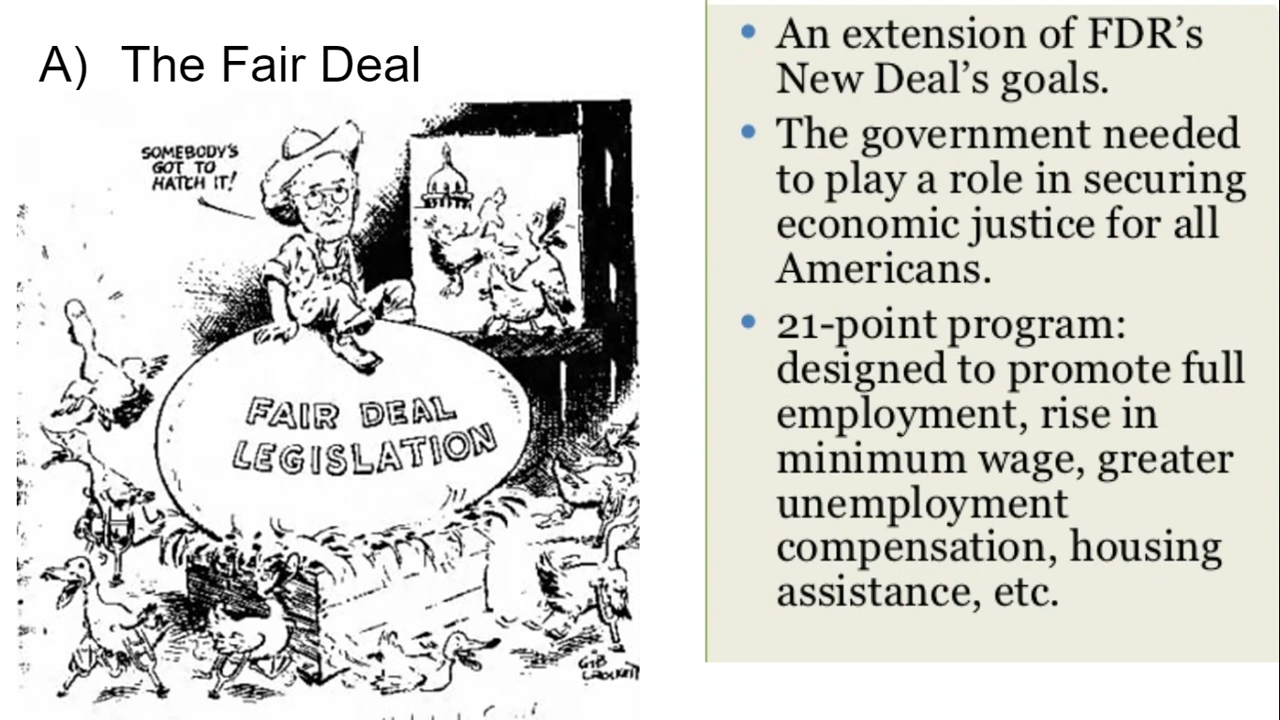 A) The Fair Deal
SOMEBODY'S
GOT TO
HATCH IT!
FAIR DEAL
LEGISLATION
GIB
CROCKETT
• An extension of FDR's
New Deal's goals.
• The government needed
to play a role in securing
economic justice for all
Americans.
• 21-point program:
designed to promote full
employment, rise in
minimum wage, greater
unemployment
compensation, housing
assistance, etc.